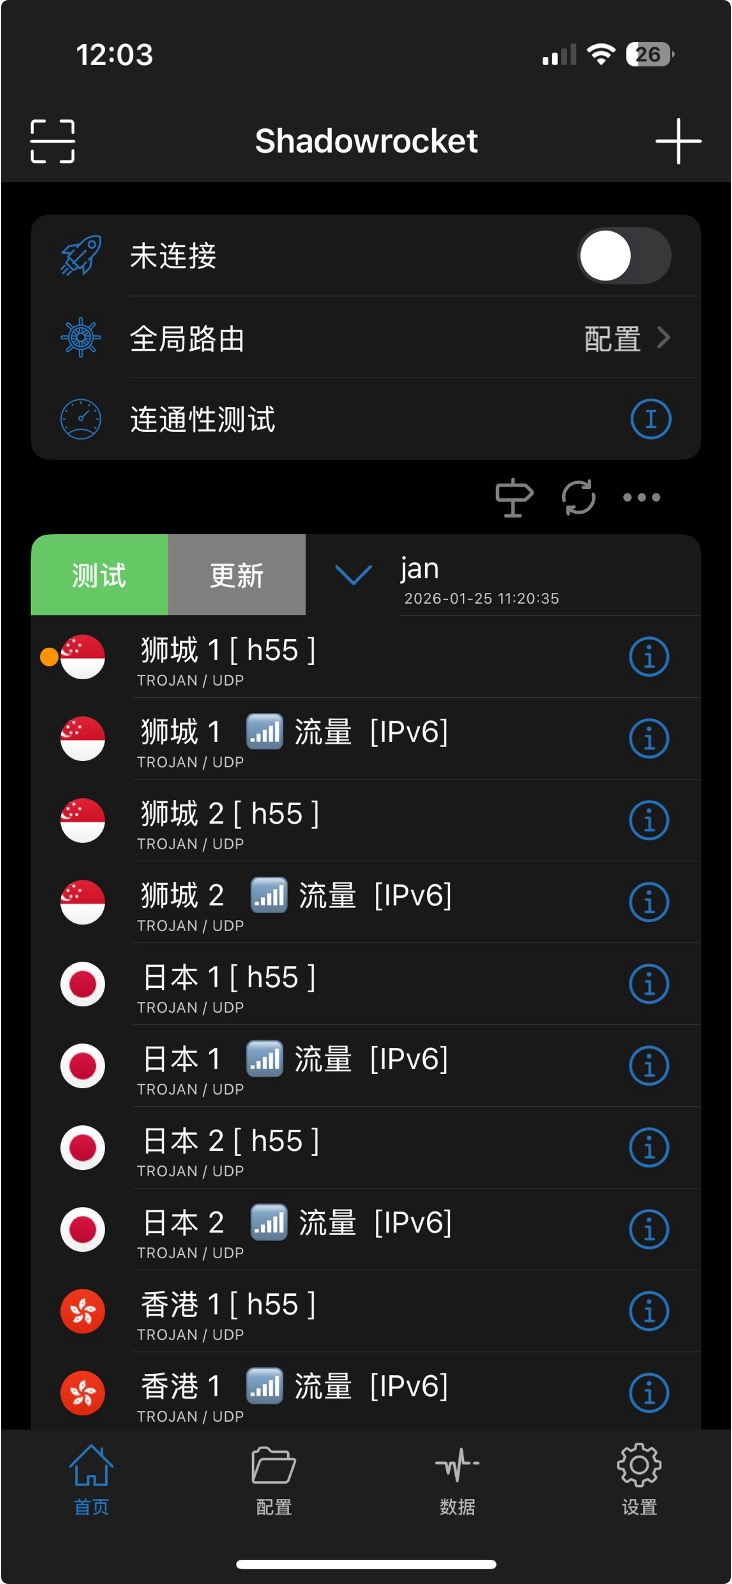 12:03
26
Shadowrocket
未连接
全局路由
配置
连通性测试
测试
更新
jan
2026-01-25 11:20:35
狮城 1 [ h55 ]
TROJAN / UDP
狮城 1 📶 流量 [IPv6]
TROJAN / UDP
狮城 2 [ h55 ]
TROJAN / UDP
狮城 2 📶 流量 [IPv6]
TROJAN / UDP
日本 1 [ h55 ]
TROJAN / UDP
日本 1 📶 流量 [IPv6]
TROJAN / UDP
日本 2 [ h55 ]
TROJAN / UDP
日本 2 📶 流量 [IPv6]
TROJAN / UDP
香港 1 [ h55 ]
TROJAN / UDP
香港 1 📶 流量 [IPv6]
TROJAN / UDP
首页
配置
数据
设置